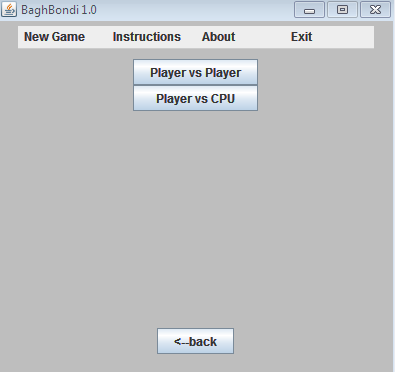 BaghBondi 1.0
New Game Instructions About Exit
Player vs Player
Player vs CPU
<--back